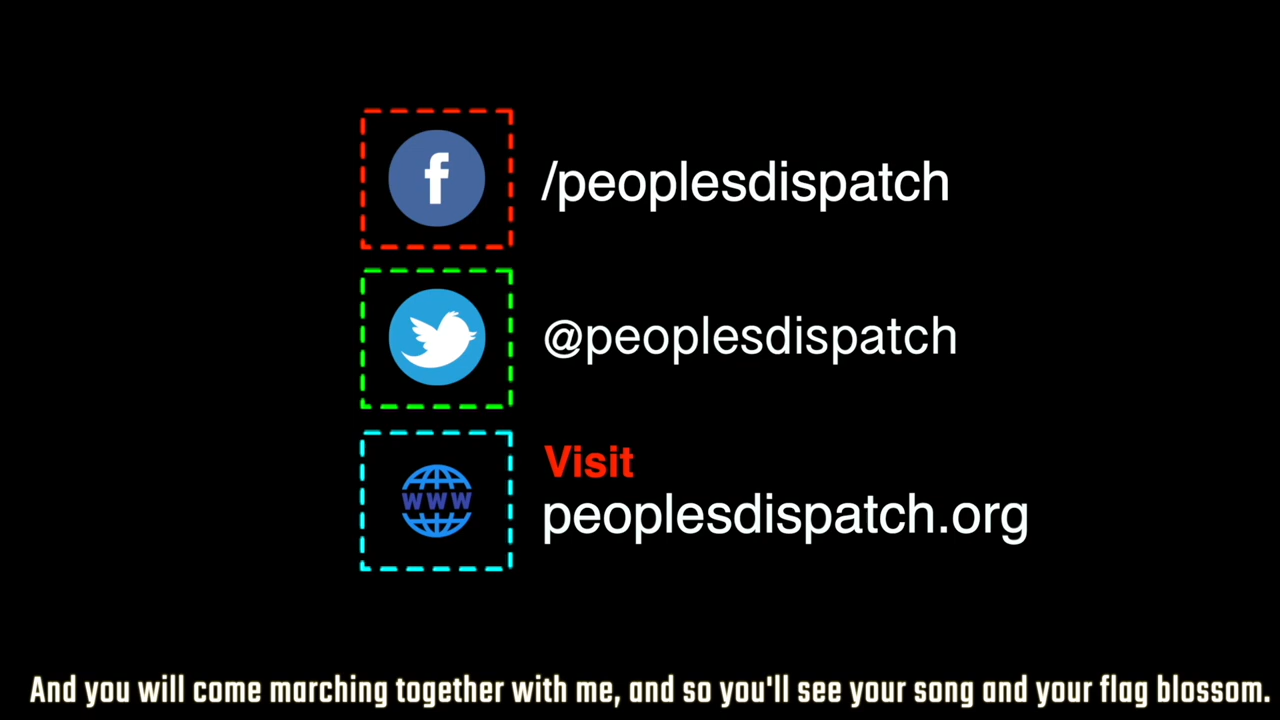 f
/peoplesdispatch
@peoplesdispatch
Visit
WWW
peoplesdispatch.org
And you will come marching together with me, and so you'll see your song and your flag blossom.